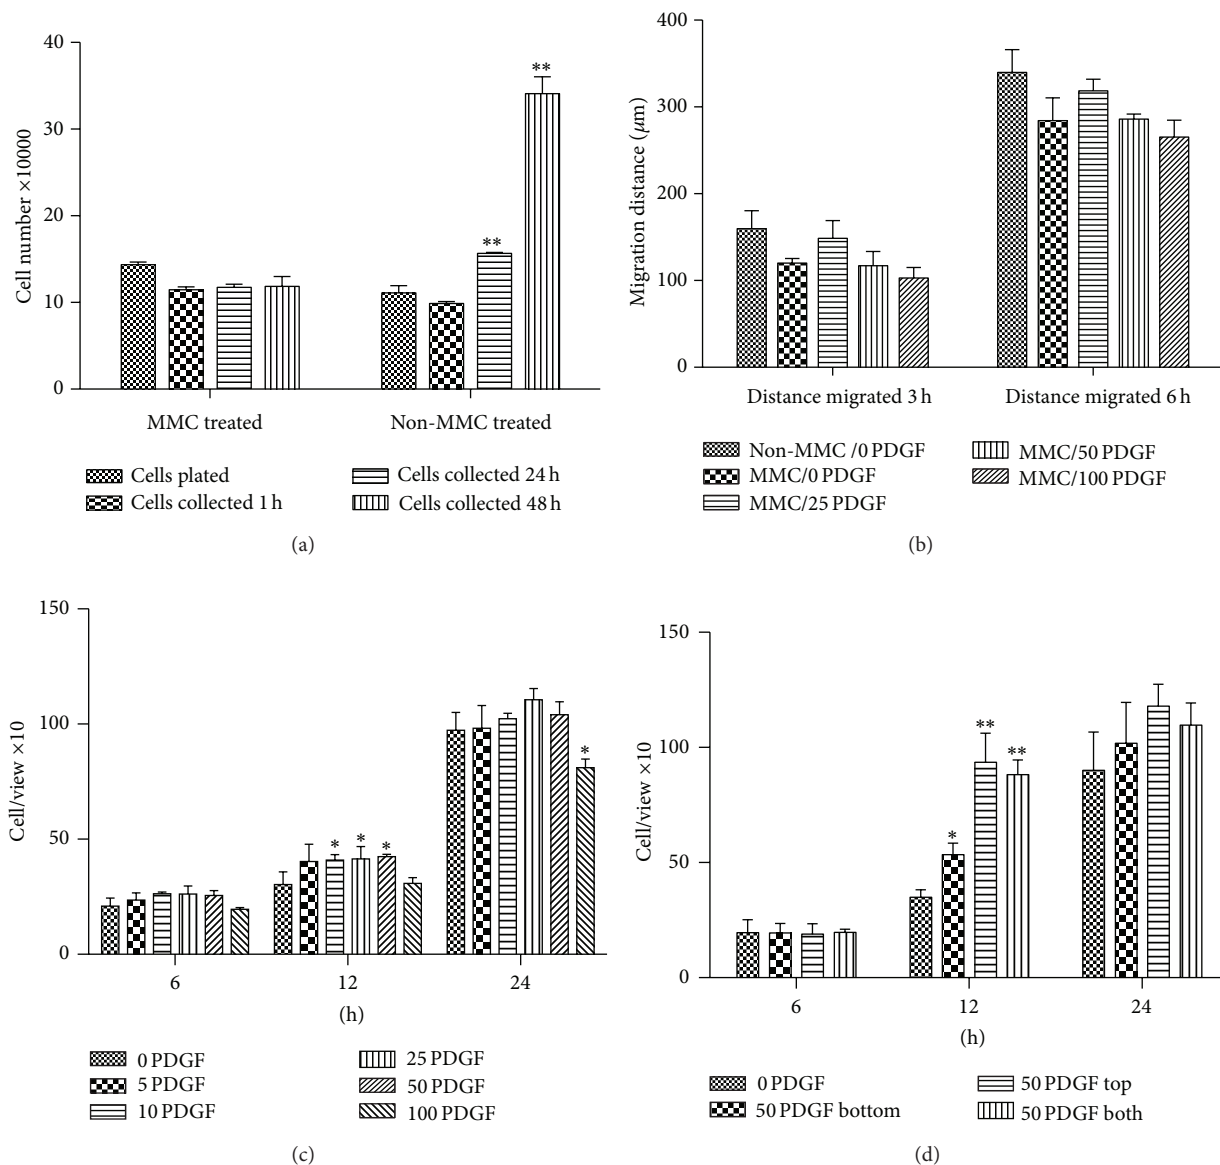 40
30
20
10
0
Cell number ×10000
**
**
MMC treated
Non-MMC treated
Cells plated
Cells collected 1 h
Cells collected 24 h
Cells collected 48 h
(a)
400
300
200
100
0
Migration distance (μm)
Distance migrated 3 h
Distance migrated 6 h
Non-MMC /0 PDGF
MMC/0 PDGF
MMC/25 PDGF
MMC/50 PDGF
MMC/100 PDGF
(b)
150
100
50
0
Cell/view ×10
* * *
*
6 12 24
(h)
0 PDGF
5 PDGF
10 PDGF
25 PDGF
50 PDGF
100 PDGF
(c)
150
100
50
0
Cell/view ×10
*
**
**
6 12 24
(h)
0 PDGF
50 PDGF bottom
50 PDGF top
50 PDGF both
(d)